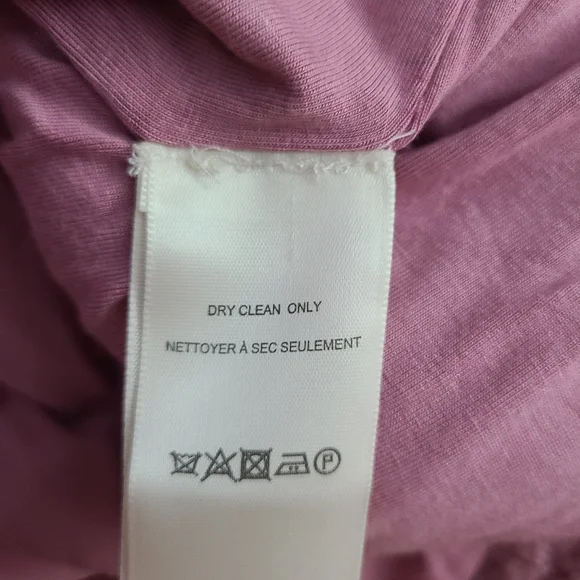 DRY CLEAN ONLY
NETTOYER À SEC SEULEMENT
P